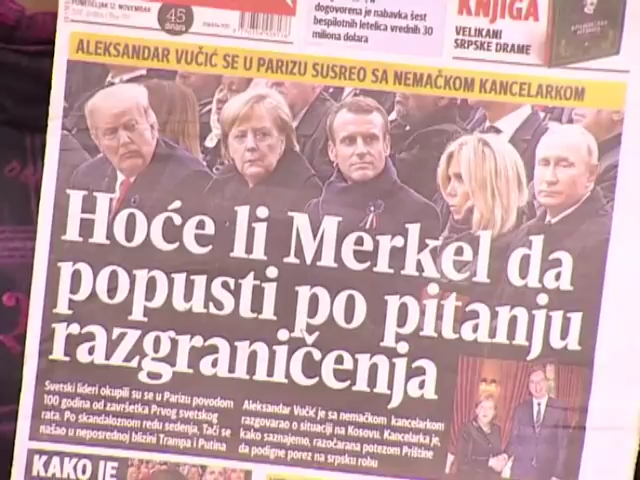 PONEDELJAK 12. NOVEMBAR
45
dinara
dogovorena je nabavka šest
bespilotnih letelica vrednih 30
miliona dolara
KNJIGA
VELIKANI
SRPSKE DRAME
ALEKSANDAR VUČIĆ SE U PARIZU SUSREO SA NEMAČKOM KANCELARKOM
Hoće li Merkel da
popusti po pitanju
razgraničenja
Svetski lideri okupili su se u Parizu povodom
100 godina od završetka Prvog svetskog
rata. Po skandaloznom redu sedenja, Tači se
našao u neposrednoj blizini Trampa i Putina
Aleksandar Vučić je sa nemačkom kancelarkom
razgovarao o situaciji na Kosovu. Kancelarka je,
kako saznajemo, razočarana potezom Prištine
da podigne porez na srpsku robu
KAKO JE